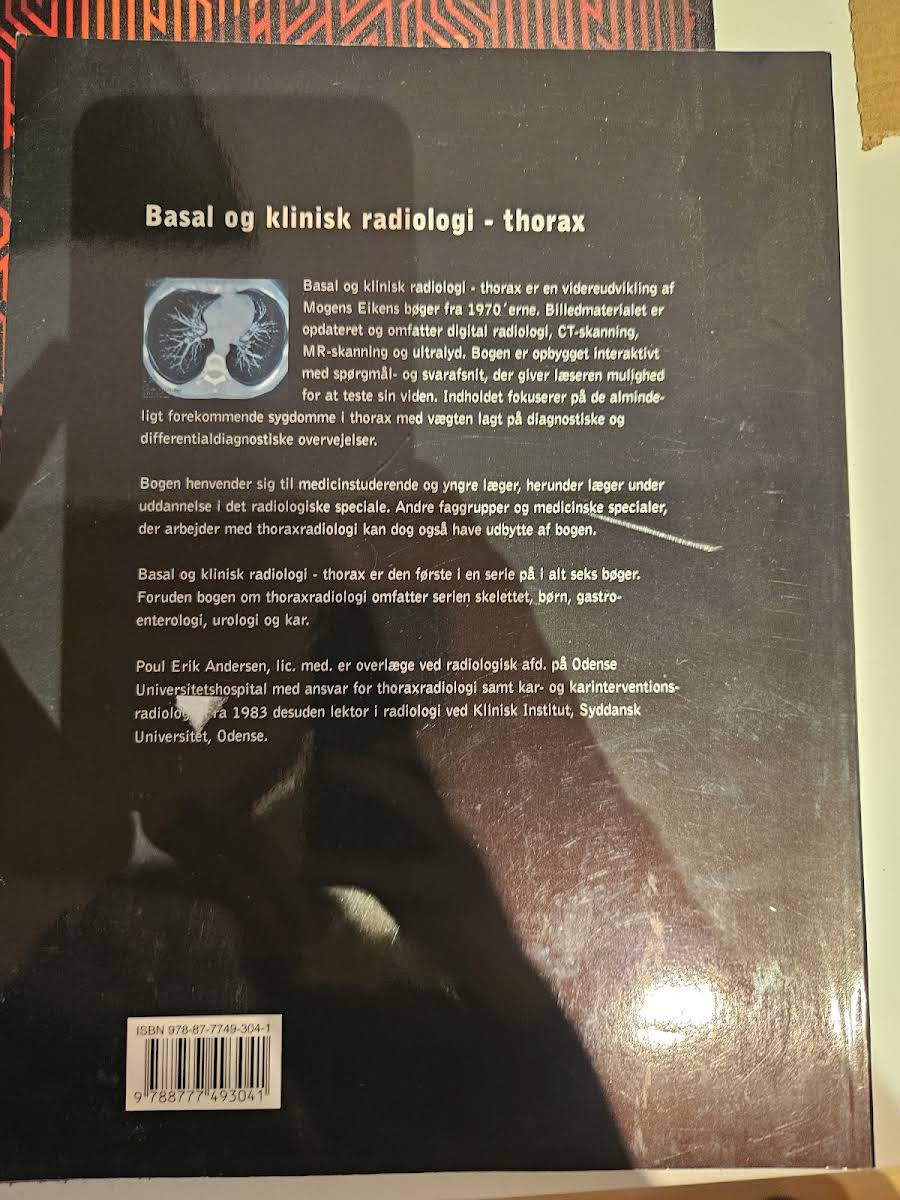 Basal og klinisk radiologi - thorax
Basal og klinisk radiologi - thorax er en videreudvikling af
Mogens Eikens bøger fra 1970´erne. Billedmaterialet er
opdateret og omfatter digital radiologi, CT-skanning,
MR-skanning og ultralyd. Bogen er opbygget interaktivt
med spørgmål- og svarafsnit, der giver læseren mulighed
for at teste sin viden. Indholdet fokuserer på de alminde-
ligt forekommende sygdomme i thorax med vægten lagt på diagnostiske og
differentialdiagnostiske overvejelser.
Bogen henvender sig til medicinstuderende og yngre læger, herunder læger under
uddannelse i det radiologiske speciale. Andre faggrupper og medicinske specialer,
der arbejder med thoraxradiologi kan dog også have udbytte af bogen.
Basal og klinisk radiologi - thorax er den første i en serie på i alt seks bøger.
Foruden bogen om thoraxradiologi omfatter serien skelettet, børn, gastro-
enterologi, urologi og kar.
Poul Erik Andersen, lic. med. er overlæge ved radiologisk afd. på Odense
Universitetshospital med ansvar for thoraxradiologi samt kar- og karinterventions-
1983 desuden lektor i radiologi ved Klinisk Institut, Syddansk
Universitet, Odense.
ISBN 978-87-7749-304-1
9 788777 493041